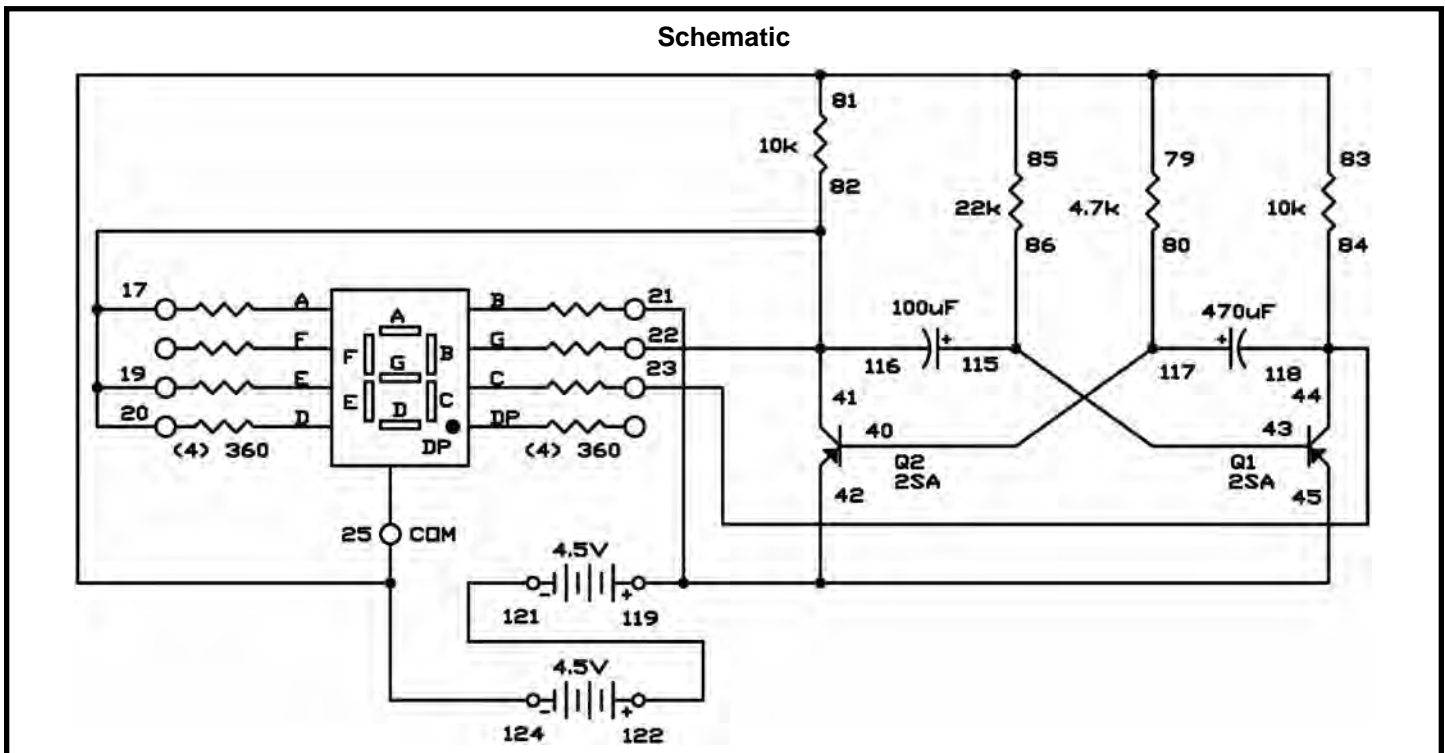 Schematic
81
10k
82
85
22k
86
79
4.7k
80
83
10k
84
17
A
B
21
F
G
22
19
E
C
23
20
D
DP
(4) 360
(4) 360
A
F
B
G
E
C
D
DP
100uF
+
116
115
470uF
+
117
118
41
40
Q2
2SA
42
44
43
Q1
2SA
45
25
COM
4.5V
-
+
121
119
4.5V
-
+
124
122